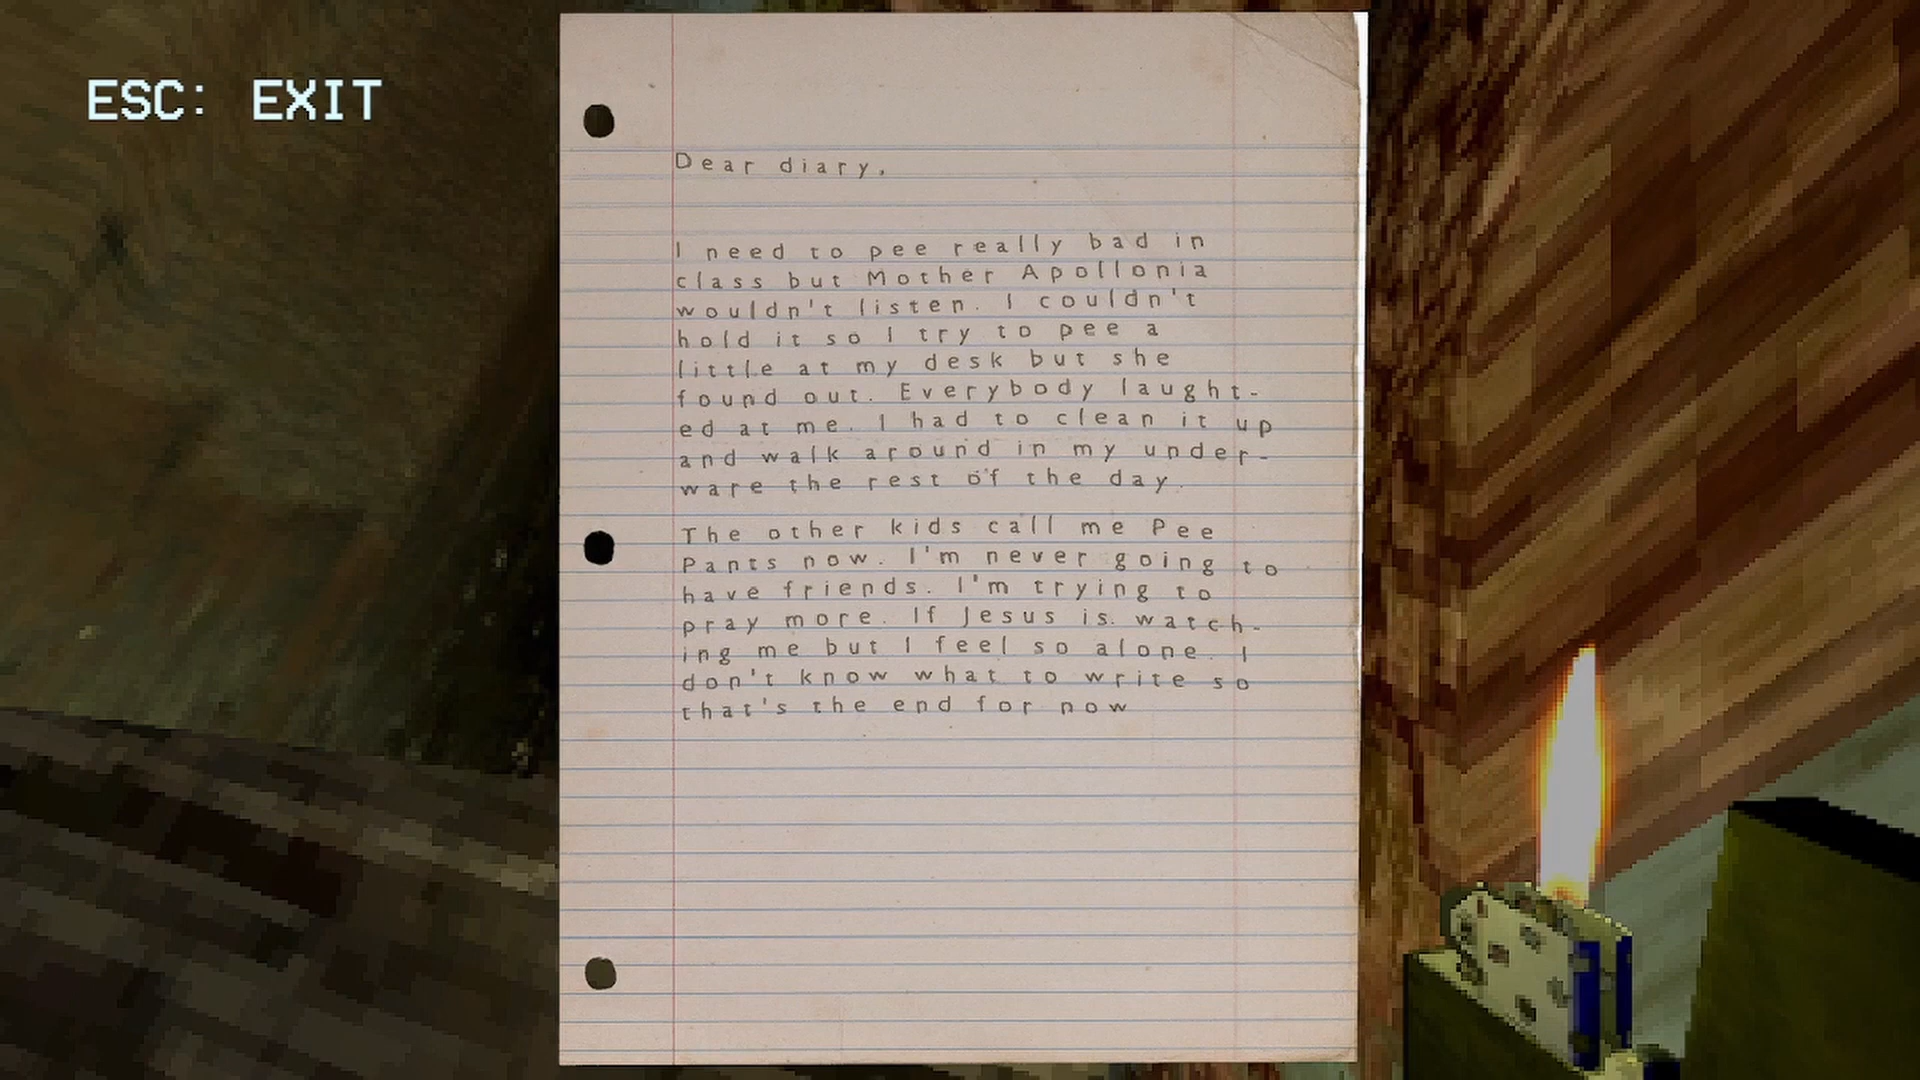 ESC: EXIT
Dear diary,
I need to pee really bad in
class but Mother Apollonia
wouldn't listen. I couldn't
hold it so I try to pee a
little at my desk but she
found out. Everybody laught-
ed at me. I had to clean it up
and walk around in my under-
ware the rest of the day.
The other kids call me Pee
Pants now. I'm never going to
have friends. I'm trying to
pray more. If Jesus is watch-
ing me but I feel so alone. I
don't know what to write so
that's the end for now